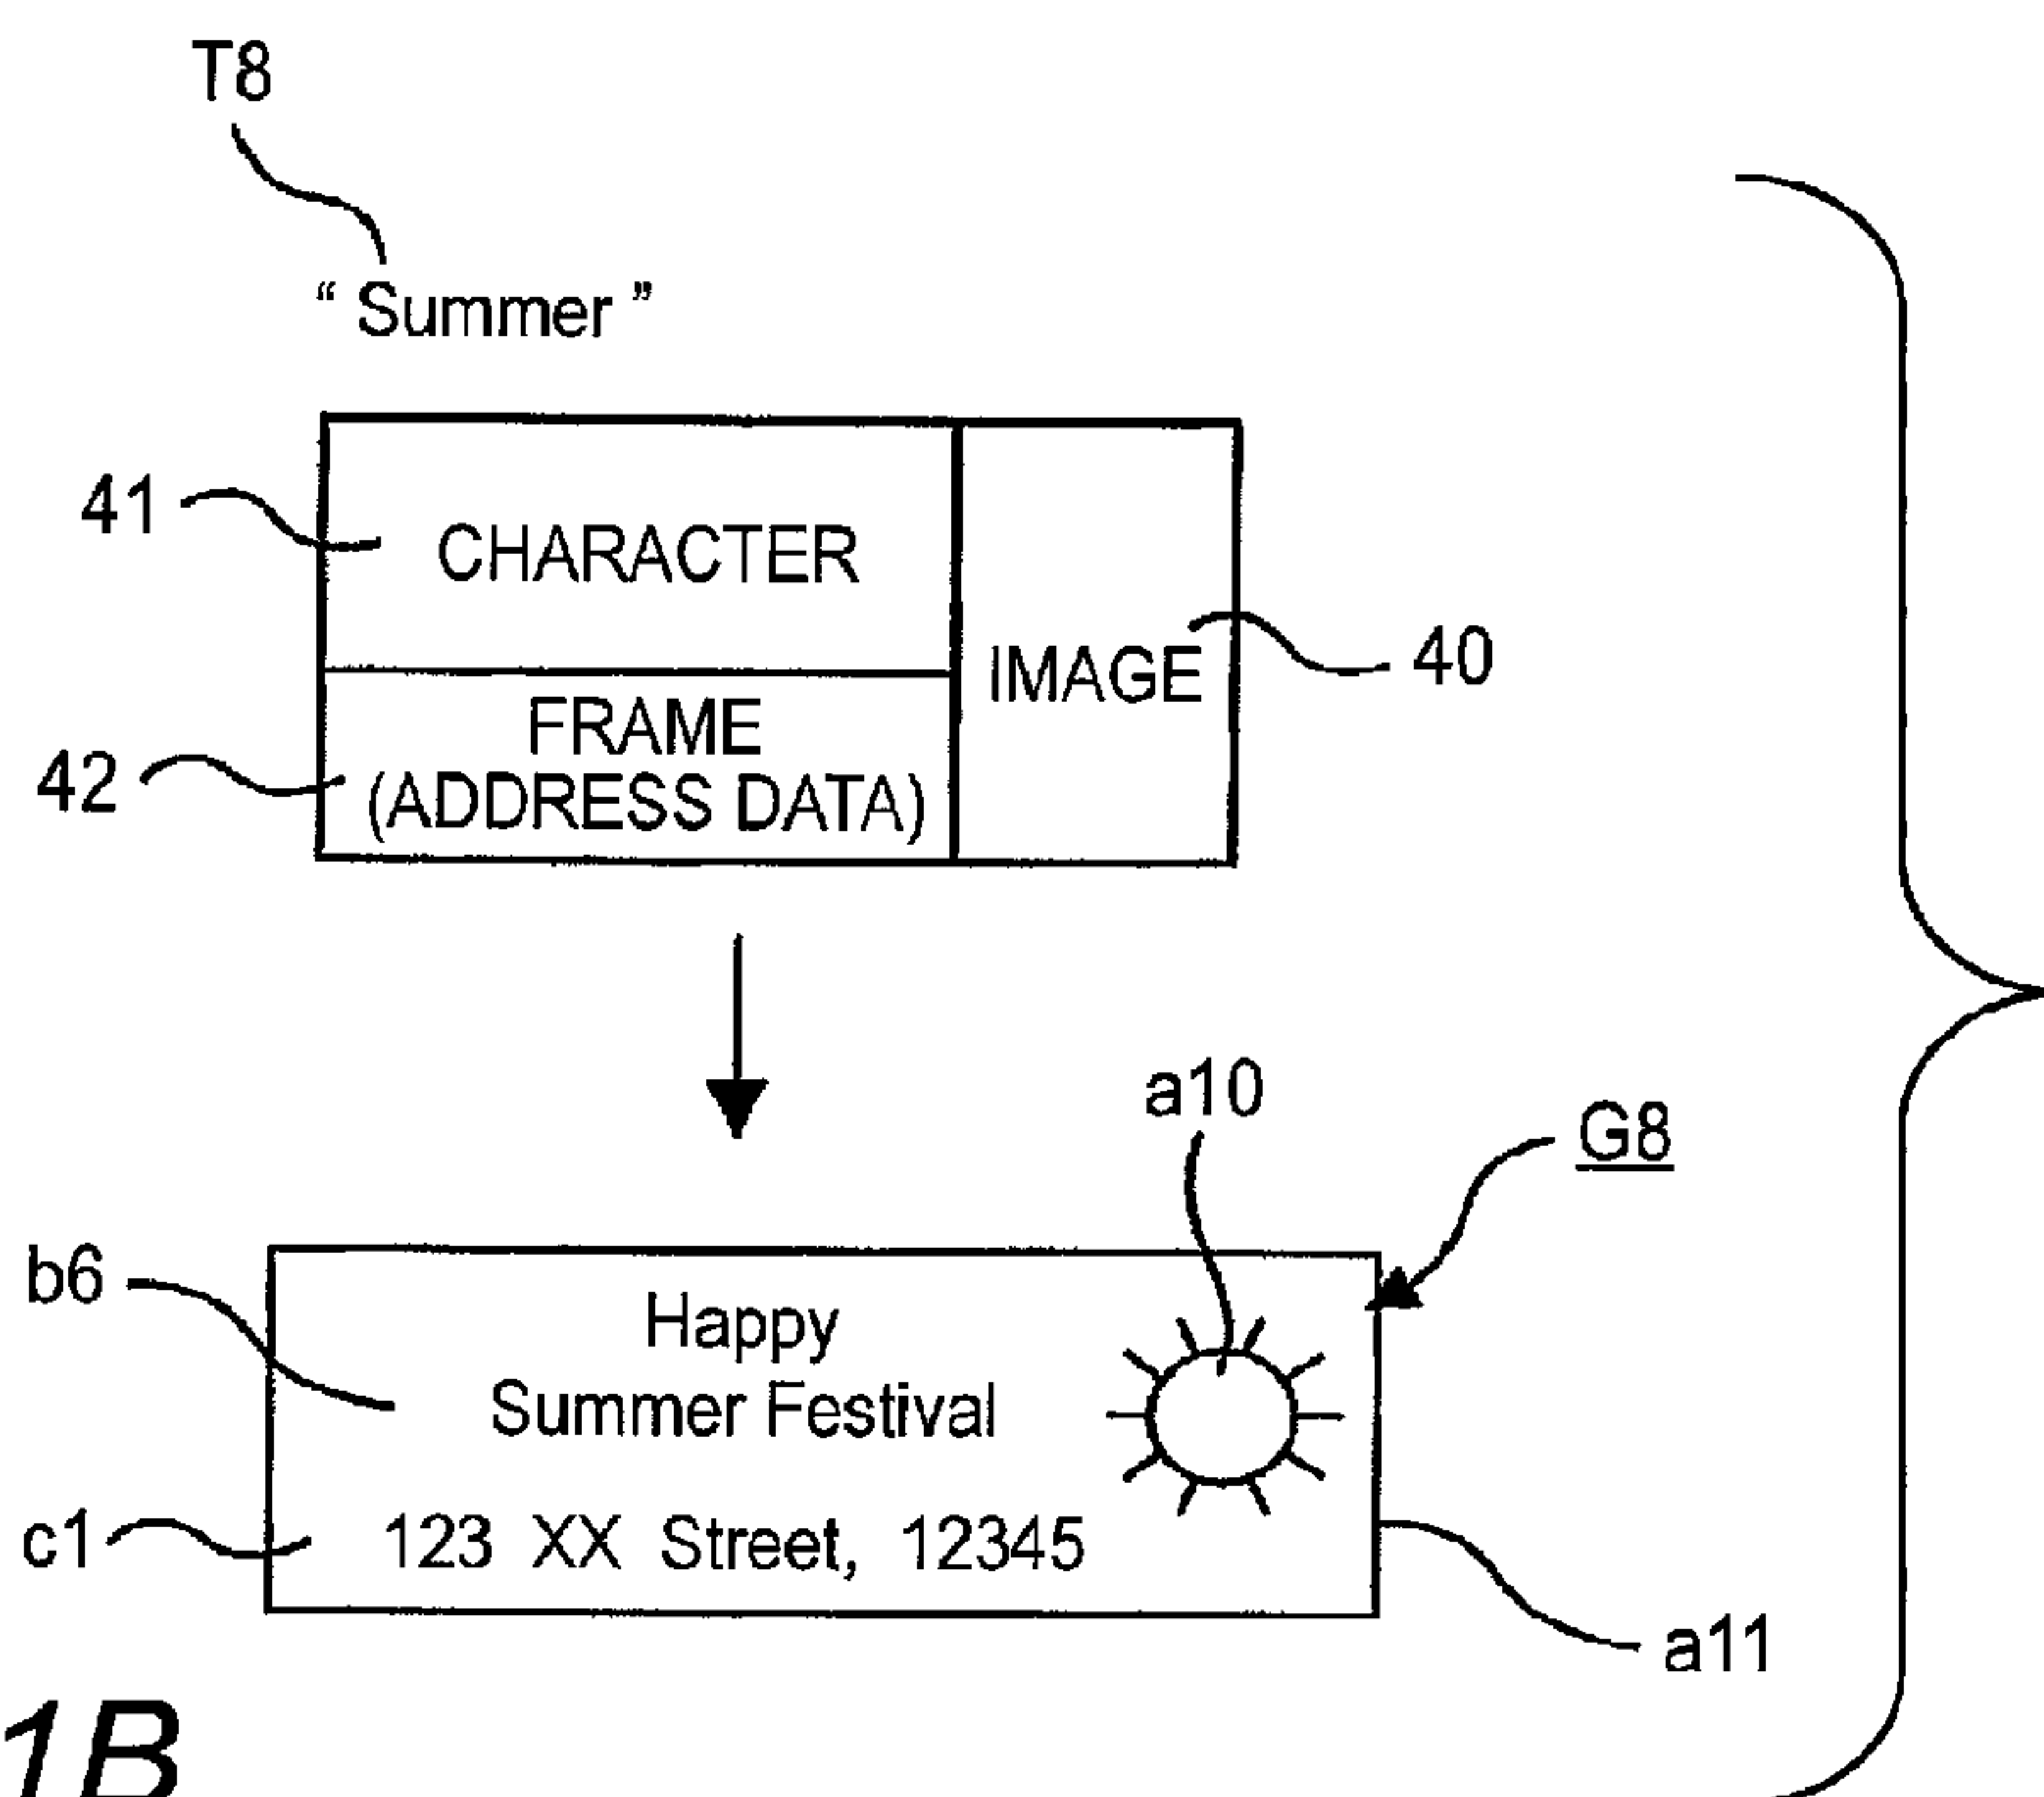 T8
“ Summer ”
41
CHARACTER
IMAGE
40
42
FRAME
(ADDRESS DATA)
a10
G8
b6
Happy
Summer Festival
c1
123 XX Street, 12345
a11
1B